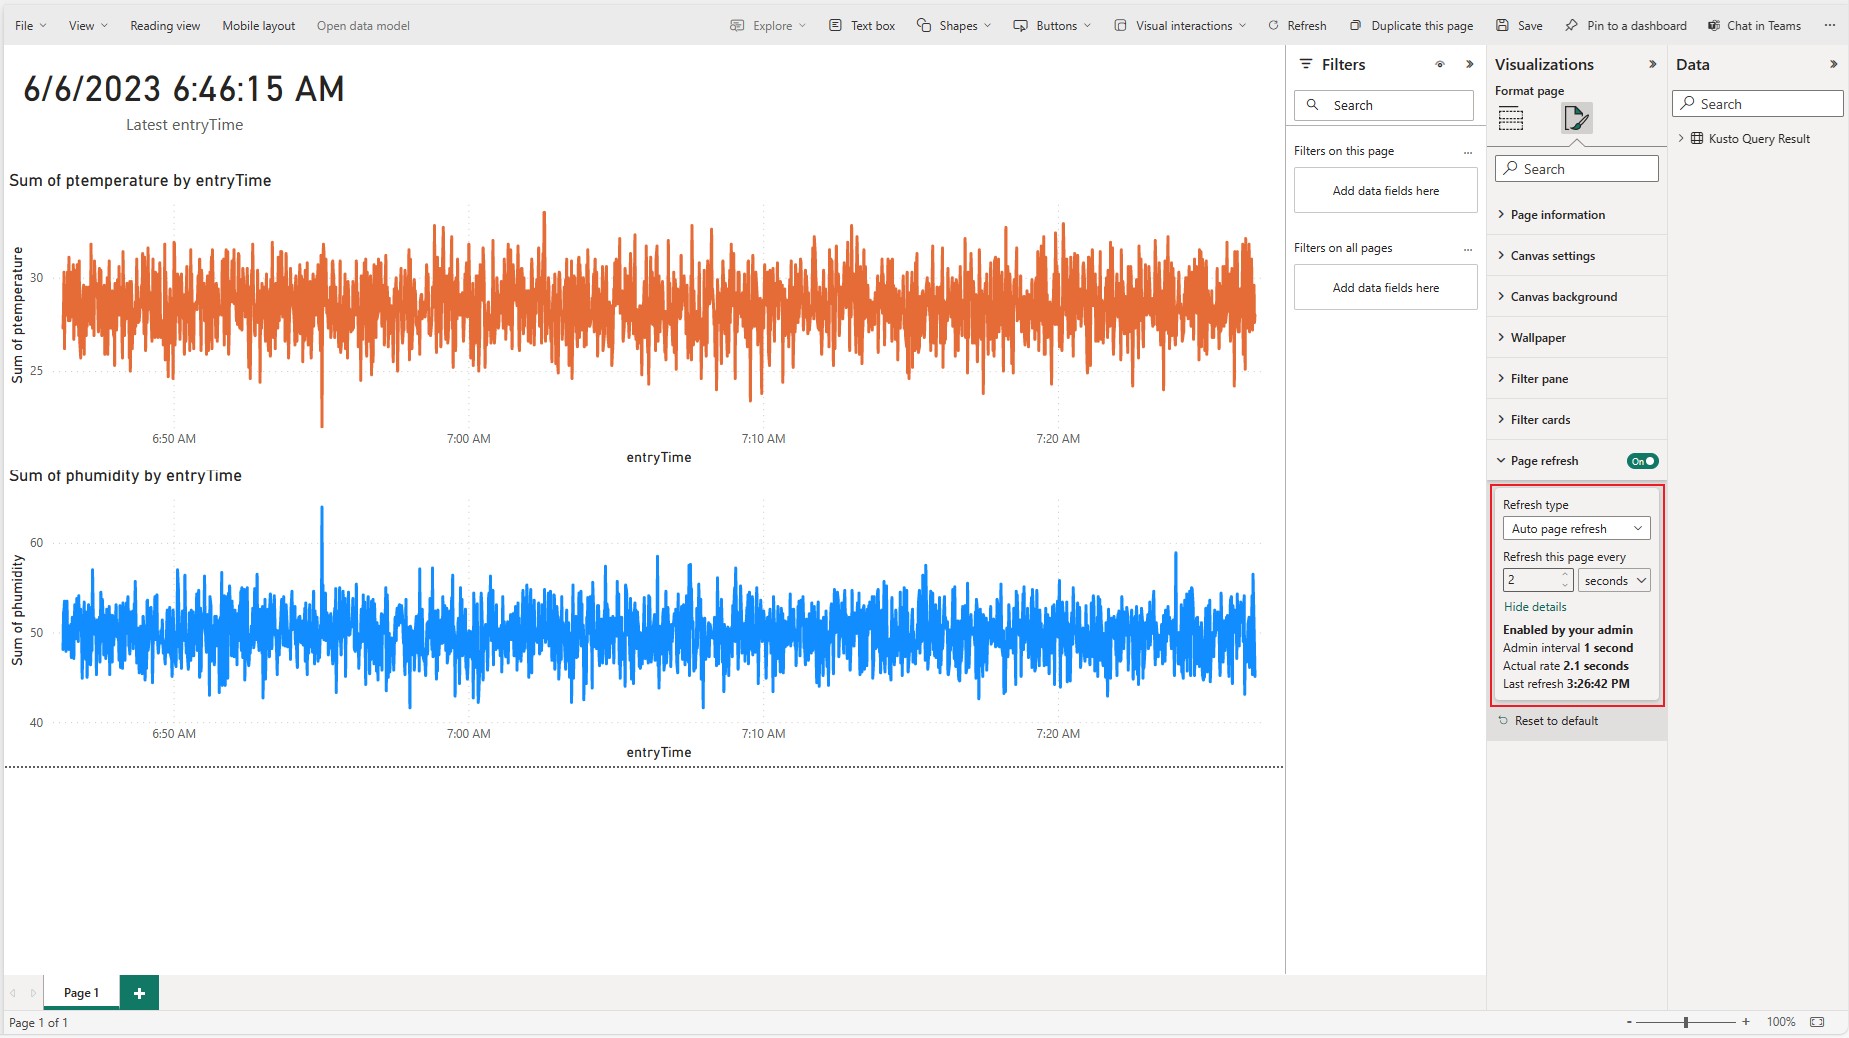 File View Reading view Mobile layout Open data model Explore Text box Shapes Buttons Visual interactions Refresh Duplicate this page Save Pin to a dashboard Chat in Teams ...
6/6/2023 6:46:15 AM
Latest entryTime
Sum of ptemperature by entryTime
Sum of ptemperature
30
25
6:50 AM 7:00 AM 7:10 AM 7:20 AM
entryTime
Sum of phumidity by entryTime
Sum of phumidity
60
50
40
6:50 AM 7:00 AM 7:10 AM 7:20 AM
entryTime
Page 1
+
Page 1 of 1
Filters
Search
Filters on this page ...
Add data fields here
Filters on all pages ...
Add data fields here
Visualizations
Format page
Search
Page information
Canvas settings
Canvas background
Wallpaper
Filter pane
Filter cards
Page refresh On
Refresh type
Auto page refresh
Refresh this page every
2 seconds
Hide details
Enabled by your admin
Admin interval 1 second
Actual rate 2.1 seconds
Last refresh 3:26:42 PM
Reset to default
Data
Search
Kusto Query Result
- + 100%